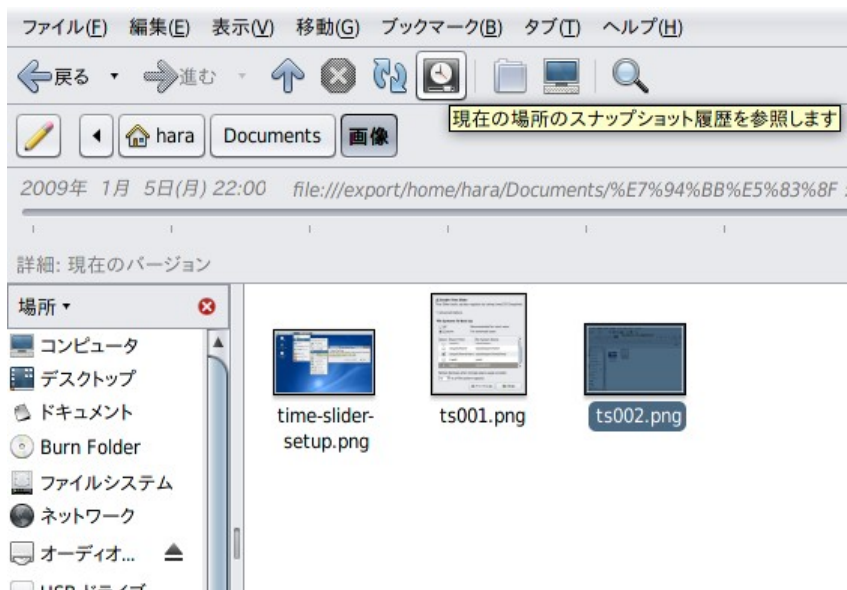 ファイル(F) 編集(E) 表示(V) 移動(G) ブックマーク(B) タブ(T) ヘルプ(H)
戻る 進む
現在の場所のスナップショット履歴を参照します
hara Documents 画像
2009年 1月 5日(月) 22:00 file:///export/home/hara/Documents/%E7%94%BB%E5%83%8F
詳細: 現在のバージョン
場所
コンピュータ
デスクトップ
ドキュメント
Burn Folder
ファイルシステム
ネットワーク
オーディオ...
USB ドライブ
time-slider-
setup.png
ts001.png
ts002.png